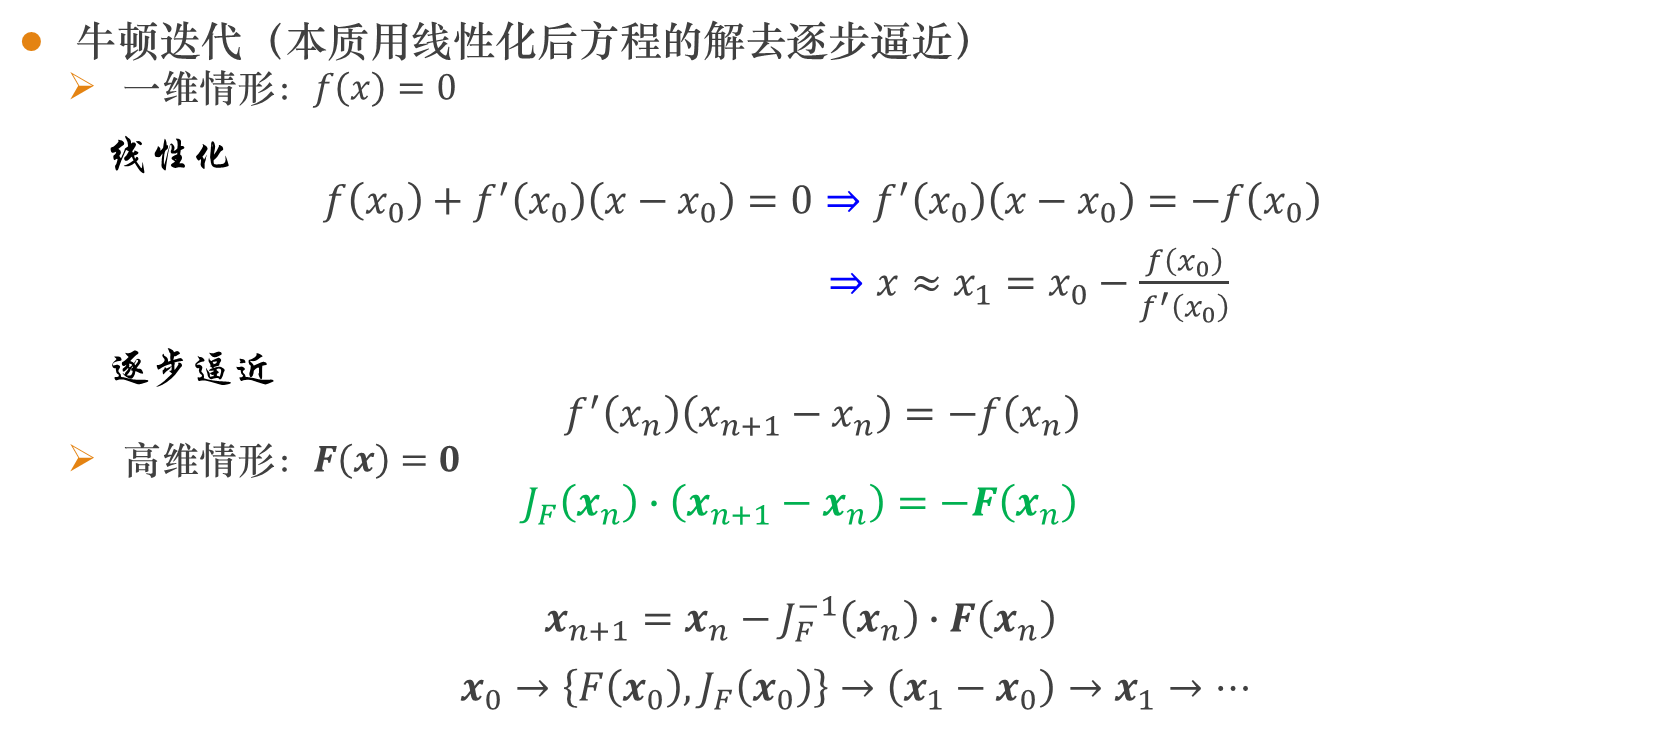 ● 牛顿迭代（本质用线性化后方程的解去逐步逼近）
➢ 一维情形：f(x) = 0
线性化
f(x₀) + f′(x₀)(x − x₀) = 0 ⇒ f′(x₀)(x − x₀) = −f(x₀)
⇒ x ≈ x₁ = x₀ − f(x₀)/f′(x₀)
逐步逼近
f′(xₙ)(xₙ₊₁ − xₙ) = −f(xₙ)
➢ 高维情形：F(x) = 0
J_F(xₙ) · (xₙ₊₁ − xₙ) = −F(xₙ)
xₙ₊₁ = xₙ − J_F⁻¹(xₙ) · F(xₙ)
x₀ → {F(x₀), J_F(x₀)} → (x₁ − x₀) → x₁ → ⋯